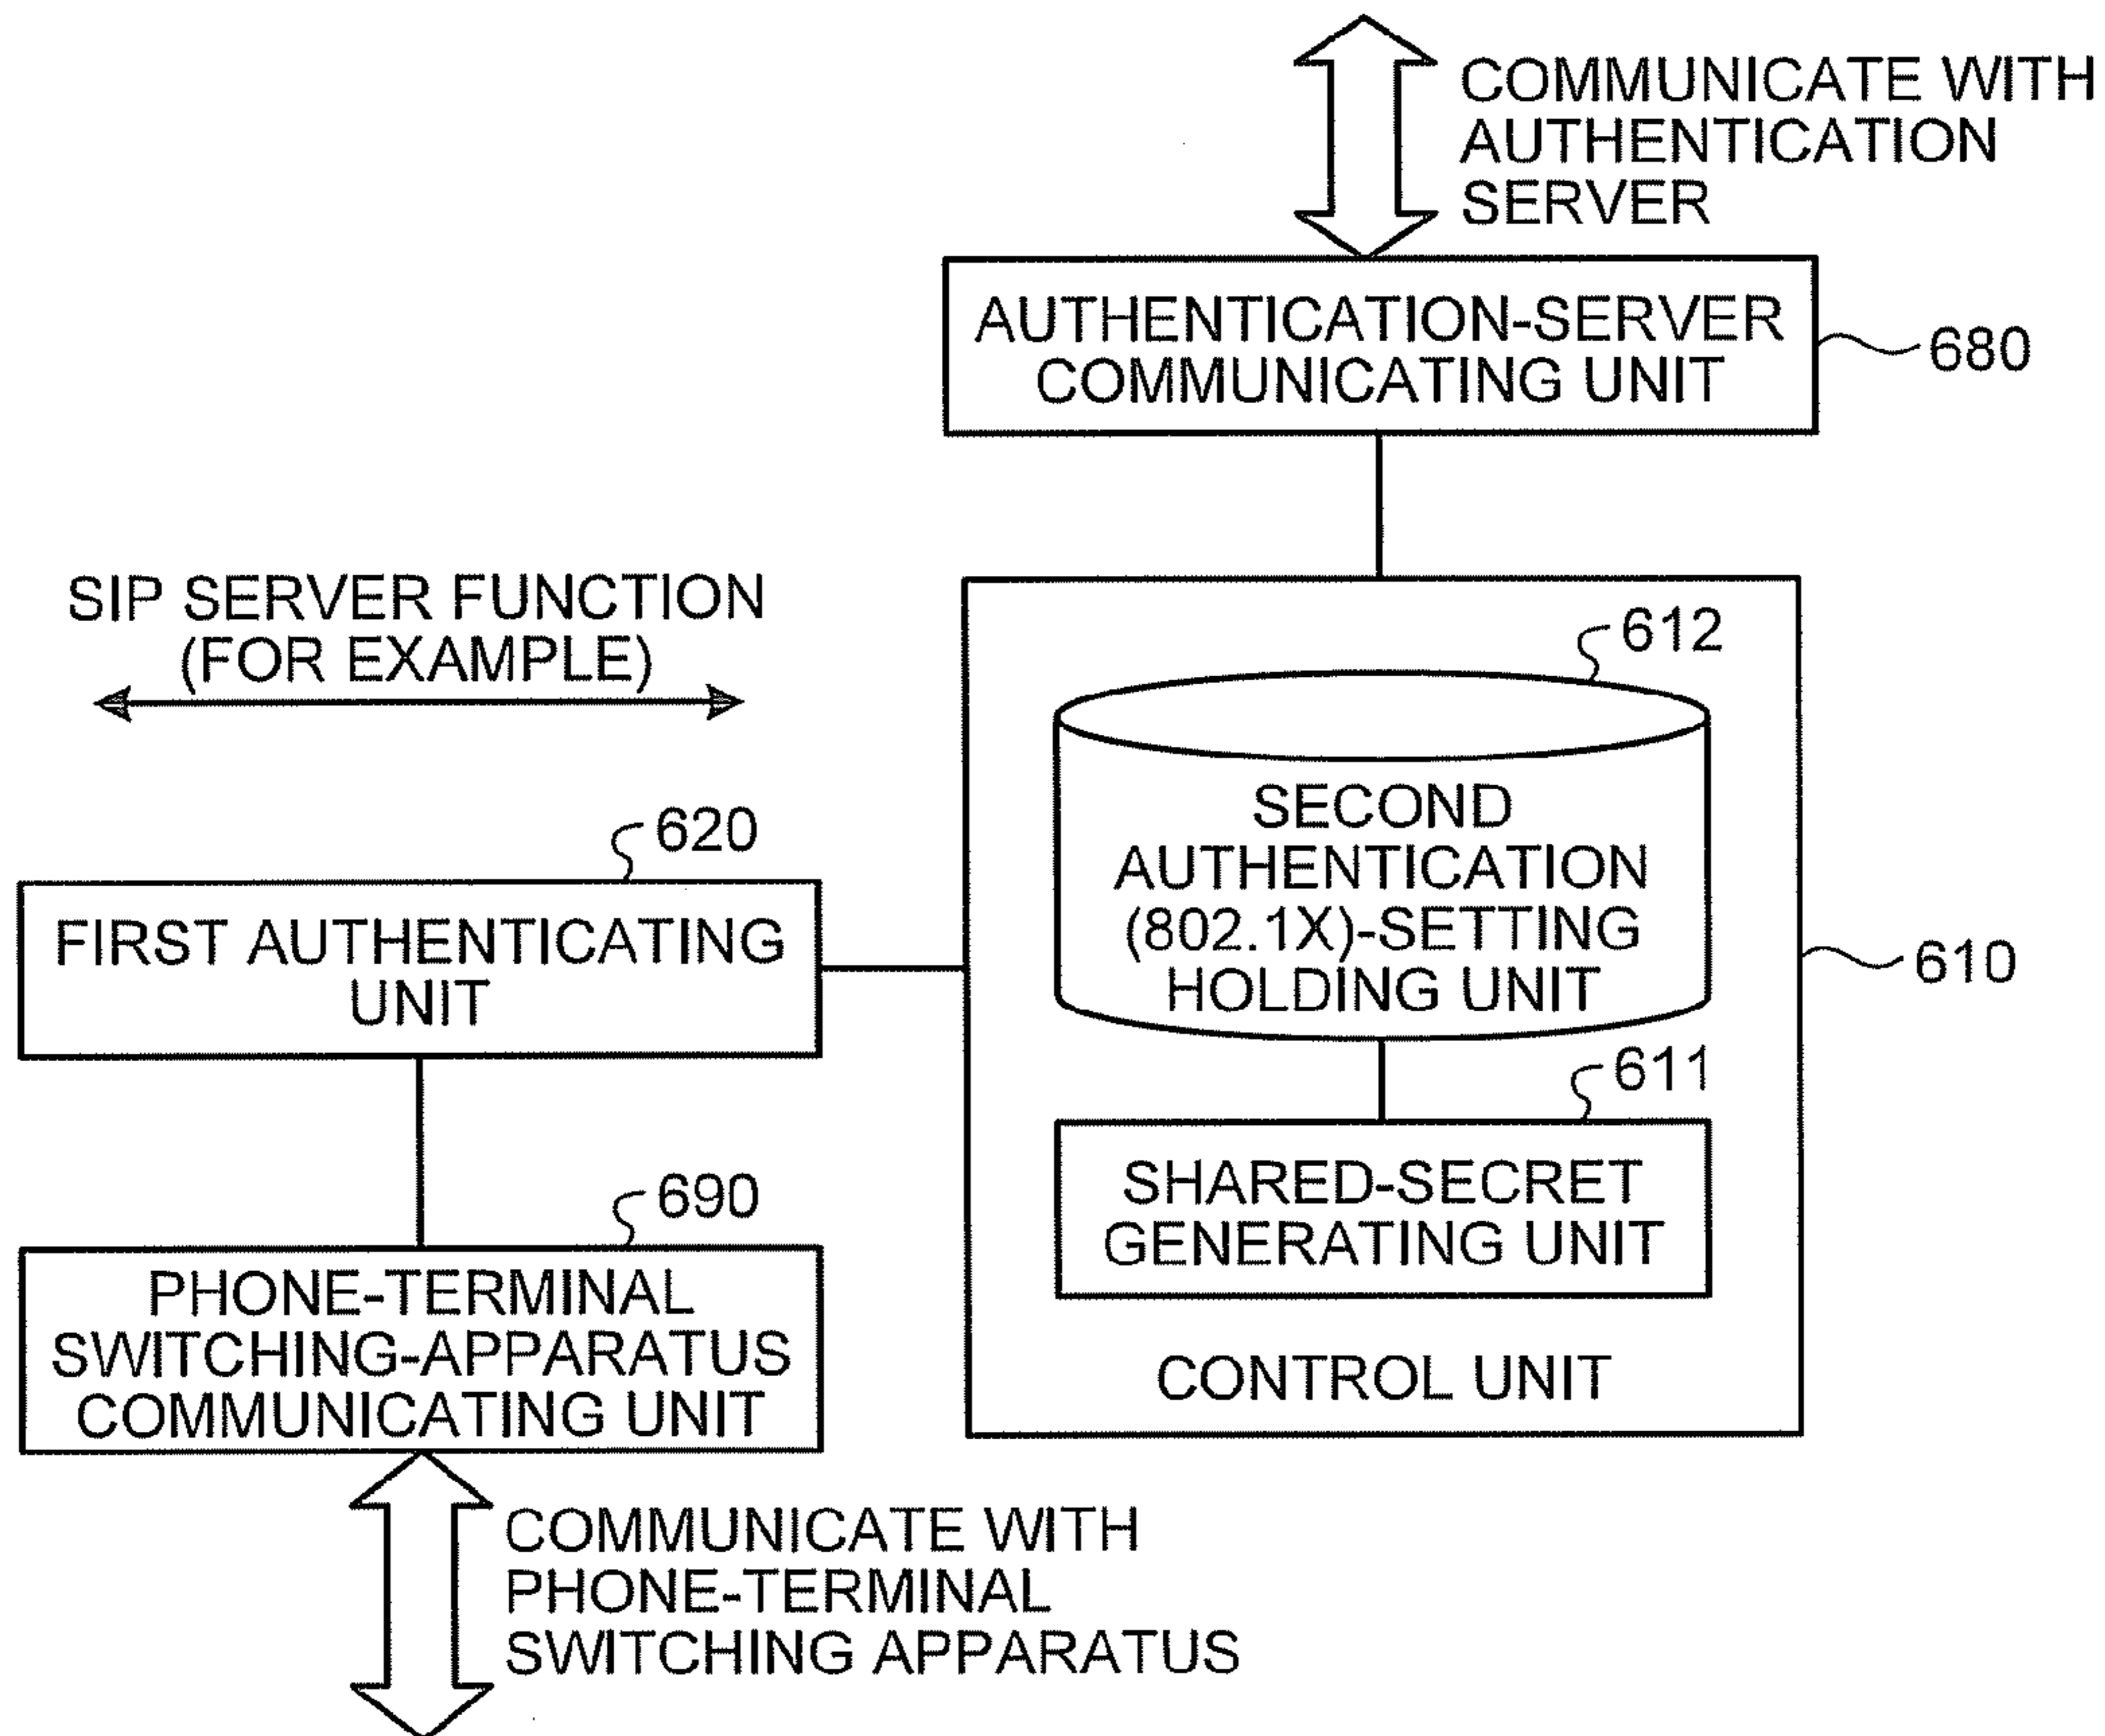 COMMUNICATE WITH
AUTHENTICATION
SERVER
AUTHENTICATION-SERVER
COMMUNICATING UNIT
680
SIP SERVER FUNCTION
(FOR EXAMPLE)
612
SECOND
AUTHENTICATION
(802.1X)-SETTING
HOLDING UNIT
620
FIRST AUTHENTICATING
UNIT
610
611
SHARED-SECRET
GENERATING UNIT
CONTROL UNIT
690
PHONE-TERMINAL
SWITCHING-APPARATUS
COMMUNICATING UNIT
COMMUNICATE WITH
PHONE-TERMINAL
SWITCHING APPARATUS